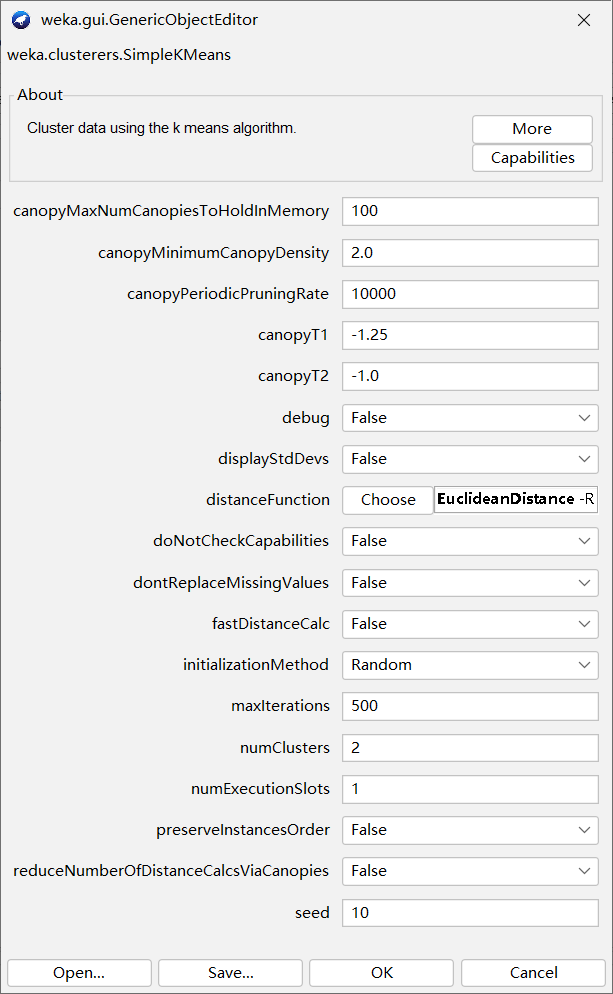 weka.gui.GenericObjectEditor
weka.clusterers.SimpleKMeans
About
Cluster data using the k means algorithm.
More
Capabilities
canopyMaxNumCanopiesToHoldInMemory 100
canopyMinimumCanopyDensity 2.0
canopyPeriodicPruningRate 10000
canopyT1 -1.25
canopyT2 -1.0
debug False
displayStdDevs False
distanceFunction Choose EuclideanDistance -R
doNotCheckCapabilities False
dontReplaceMissingValues False
fastDistanceCalc False
initializationMethod Random
maxIterations 500
numClusters 2
numExecutionSlots 1
preserveInstancesOrder False
reduceNumberOfDistanceCalcsViaCanopies False
seed 10
Open... Save... OK Cancel